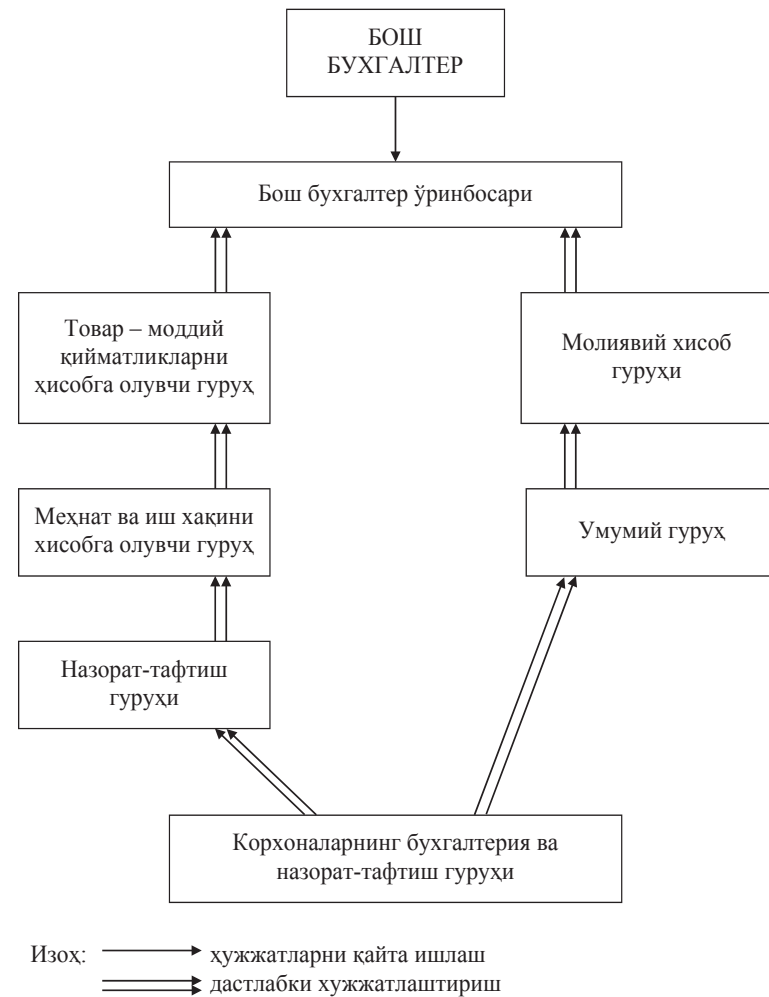 БОШ
БУХГАЛТЕР
Бош бухгалтер ўринбосари
Товар – моддий
қийматликларни
ҳисобга олувчи гуруҳ
Молиявий хисоб
гуруҳи
Меҳнат ва иш хақини
хисобга олувчи гуруҳ
Умумий гуруҳ
Назорат-тафтиш
гуруҳи
Корхоналарнинг бухгалтерия ва
назорат-тафтиш гуруҳи
Изоҳ: ҳужжатларни қайта ишлаш
дастлабки хужжатлаштириш